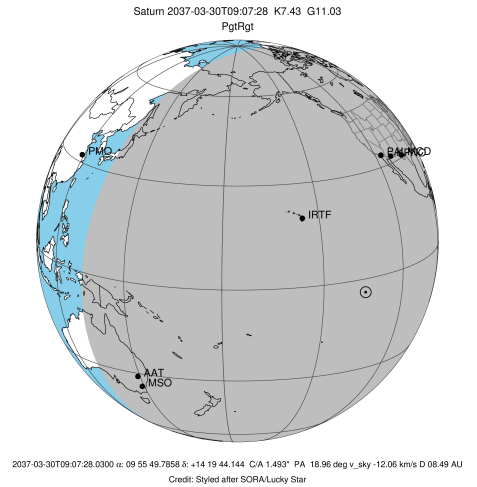 Saturn 2037-03-30T09:07:28 K7.43 G11.03
PgtRgt
PMO
IRTF
AAT
MSO
2037-03-30T09:07:28.0300 α: 09 55 49.7858 δ: +14 19 44.144 C/A 1.493" PA 18.96 deg v_sky -12.06 km/s D 08.49 AU
Credit: Styled after SORA/Lucky Star